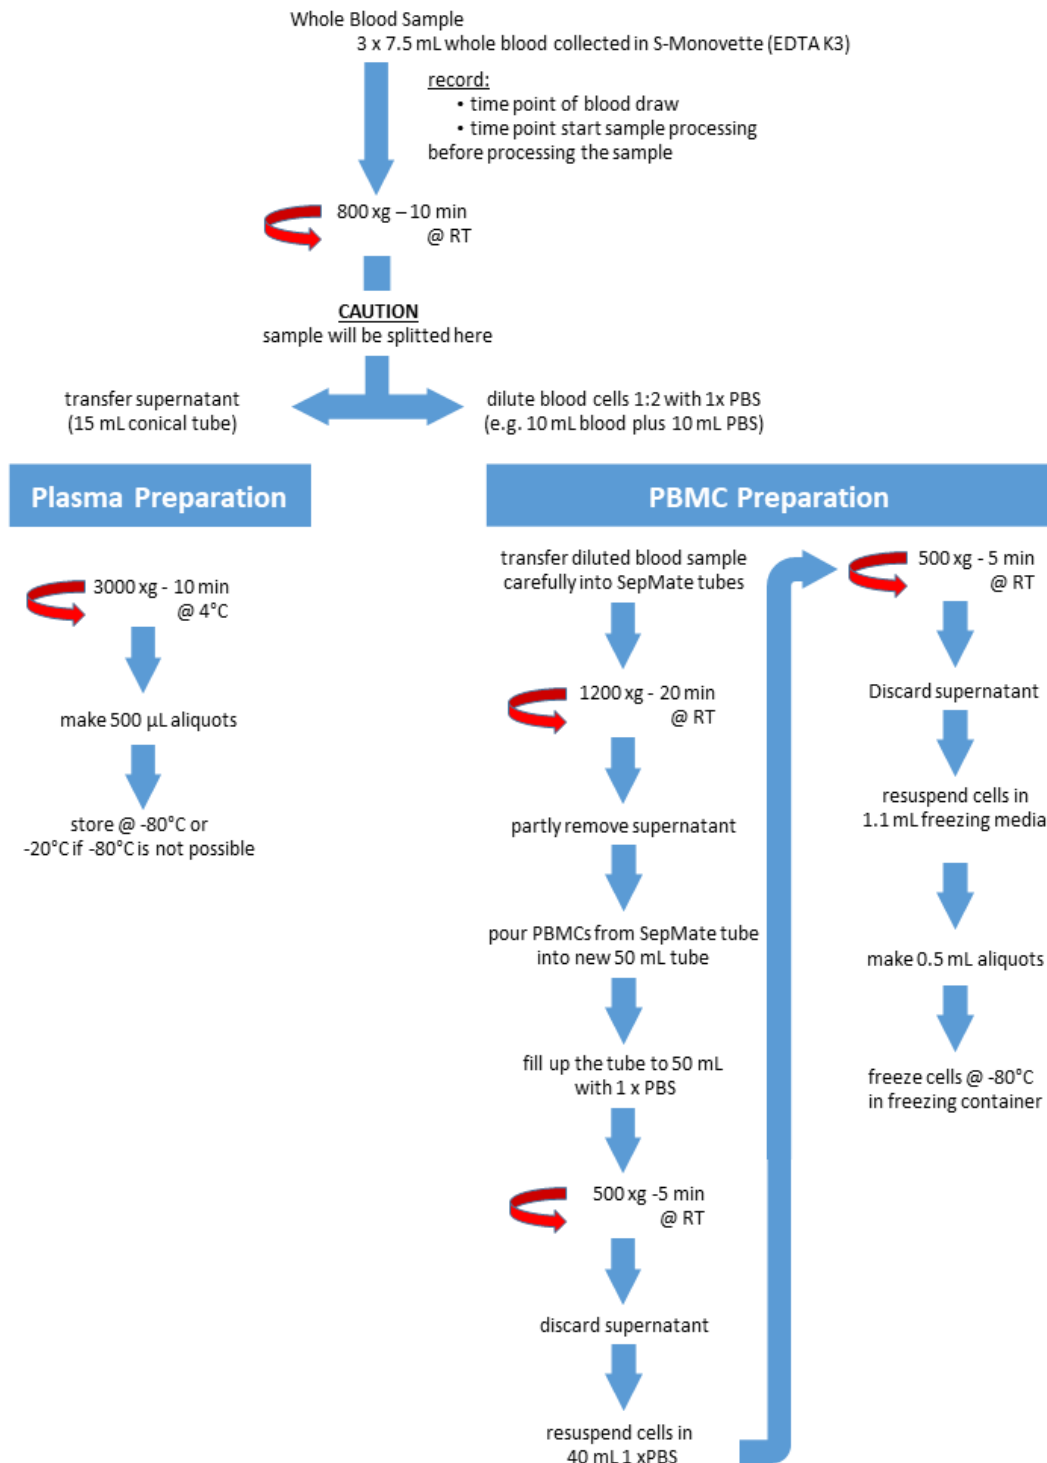 Whole Blood Sample
3 x 7.5 mL whole blood collected in S-Monovette (EDTA K3)
record:
• time point of blood draw
• time point start sample processing
before processing the sample
800 xg – 10 min
@ RT
CAUTION
sample will be splitted here
transfer supernatant
(15 mL conical tube)
dilute blood cells 1:2 with 1x PBS
(e.g. 10 mL blood plus 10 mL PBS)
Plasma Preparation
3000 xg - 10 min
@ 4°C
make 500 µL aliquots
store @ -80°C or
-20°C if -80°C is not possible
PBMC Preparation
transfer diluted blood sample
carefully into SepMate tubes
1200 xg - 20 min
@ RT
partly remove supernatant
pour PBMCs from SepMate tube
into new 50 mL tube
fill up the tube to 50 mL
with 1 x PBS
500 xg -5 min
@ RT
discard supernatant
resuspend cells in
40 mL 1 xPBS
500 xg - 5 min
@ RT
Discard supernatant
resuspend cells in
1.1 mL freezing media
make 0.5 mL aliquots
freeze cells @ -80°C
in freezing container